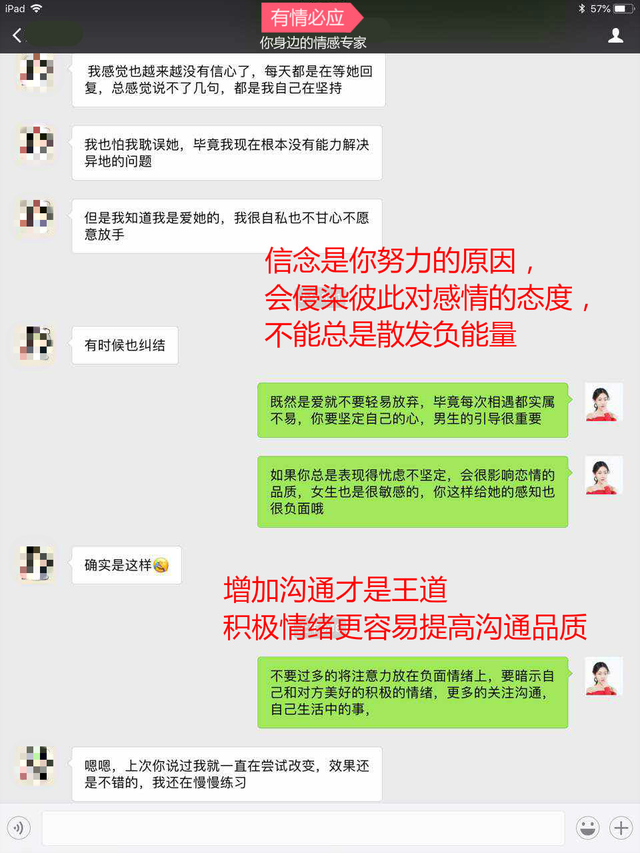 iPad
57%
有情必应
你身边的情感专家
我感觉也越来越没有信心了，每天都是在等她回
复，总感觉说不了几句，都是我自己在坚持
我也怕我耽误她，毕竟我现在根本没有能力解决
异地的问题
但是我知道我是爱她的，我很自私也不甘心不愿
意放手
信念是你努力的原因，
会侵染彼此对感情的态度，
不能总是散发负能量
有时候也纠结
既然是爱就不要轻易放弃，毕竟每次相遇都实属
不易，你要坚定自己的心，男生的引导很重要
如果你总是表现得忧虑不坚定，会很影响恋情的
品质，女生也是很敏感的，你这样给她的感知也
很负面哦
确实是这样
增加沟通才是王道
积极情绪更容易提高沟通品质
不要过多的将注意力放在负面情绪上，要暗示自
己和对方美好的积极的情绪，更多的关注沟通，
自己生活中的事，
嗯嗯，上次你说过我就一直在尝试改变，效果还
是不错的，我还在慢慢练习